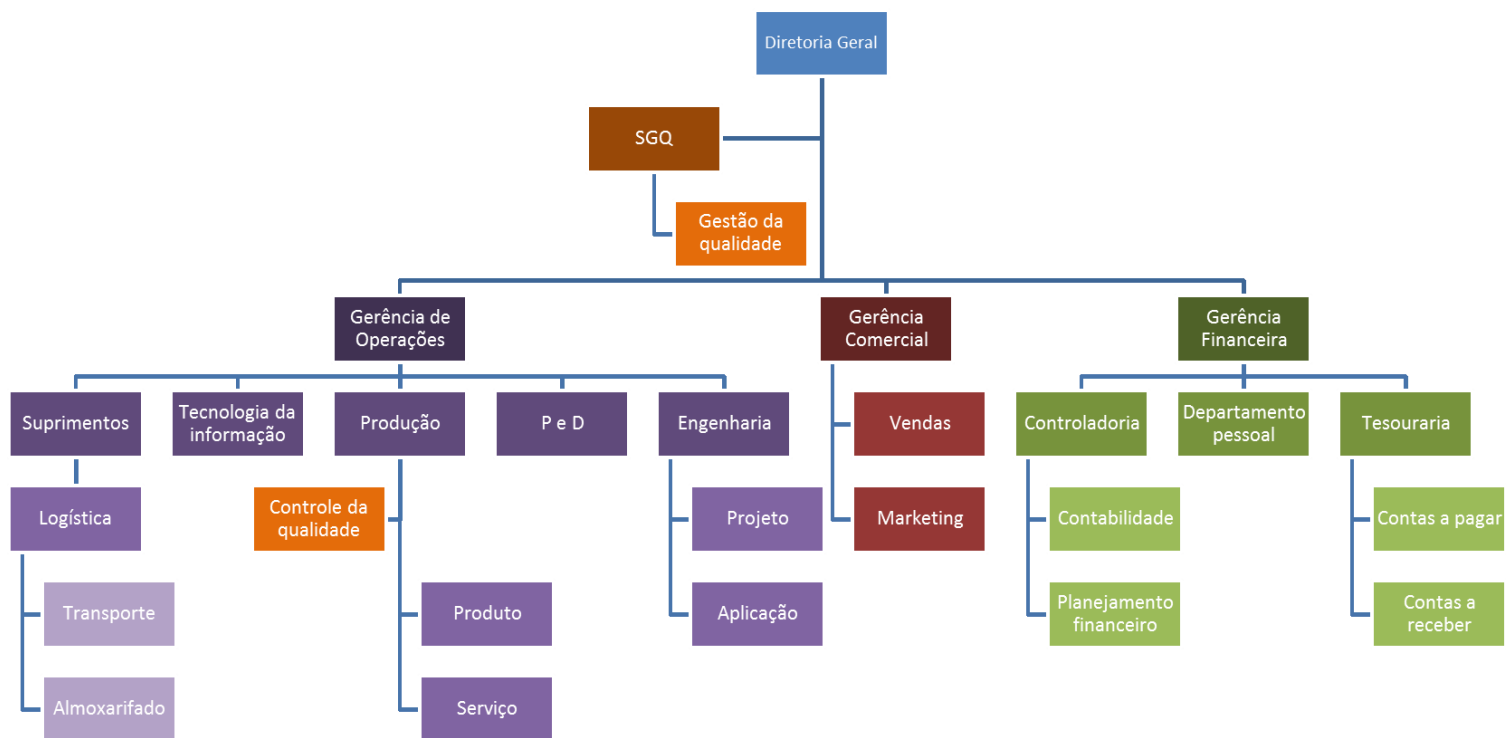 Diretoria Geral
SGQ
Gestão da
qualidade
Gerência de
Operações
Gerência
Comercial
Gerência
Financeira
Suprimentos
Tecnologia da
informação
Produção
P e D
Engenharia
Vendas
Controladoria
Departamento
pessoal
Tesouraria
Logística
Controle da
qualidade
Projeto
Marketing
Contabilidade
Contas a pagar
Transporte
Produto
Aplicação
Planejamento
financeiro
Contas a
receber
Almoxarifado
Serviço